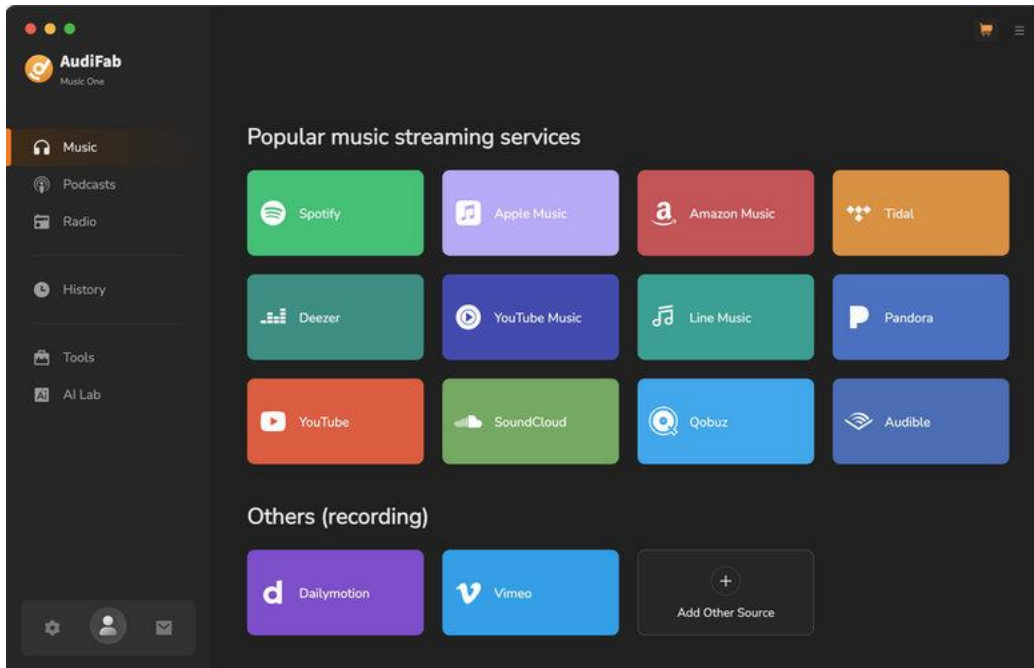 AudiFab
Music One
Music
Podcasts
Radio
History
Tools
Ai
AI Lab
Popular music streaming services
Spotify
Apple Music
a Amazon Music
Tidal
Deezer
YouTube Music
Line Music
Pandora
YouTube
SoundCloud
Qobuz
Audible
Others (recording)
d Dailymotion
Vimeo
+
Add Other Source